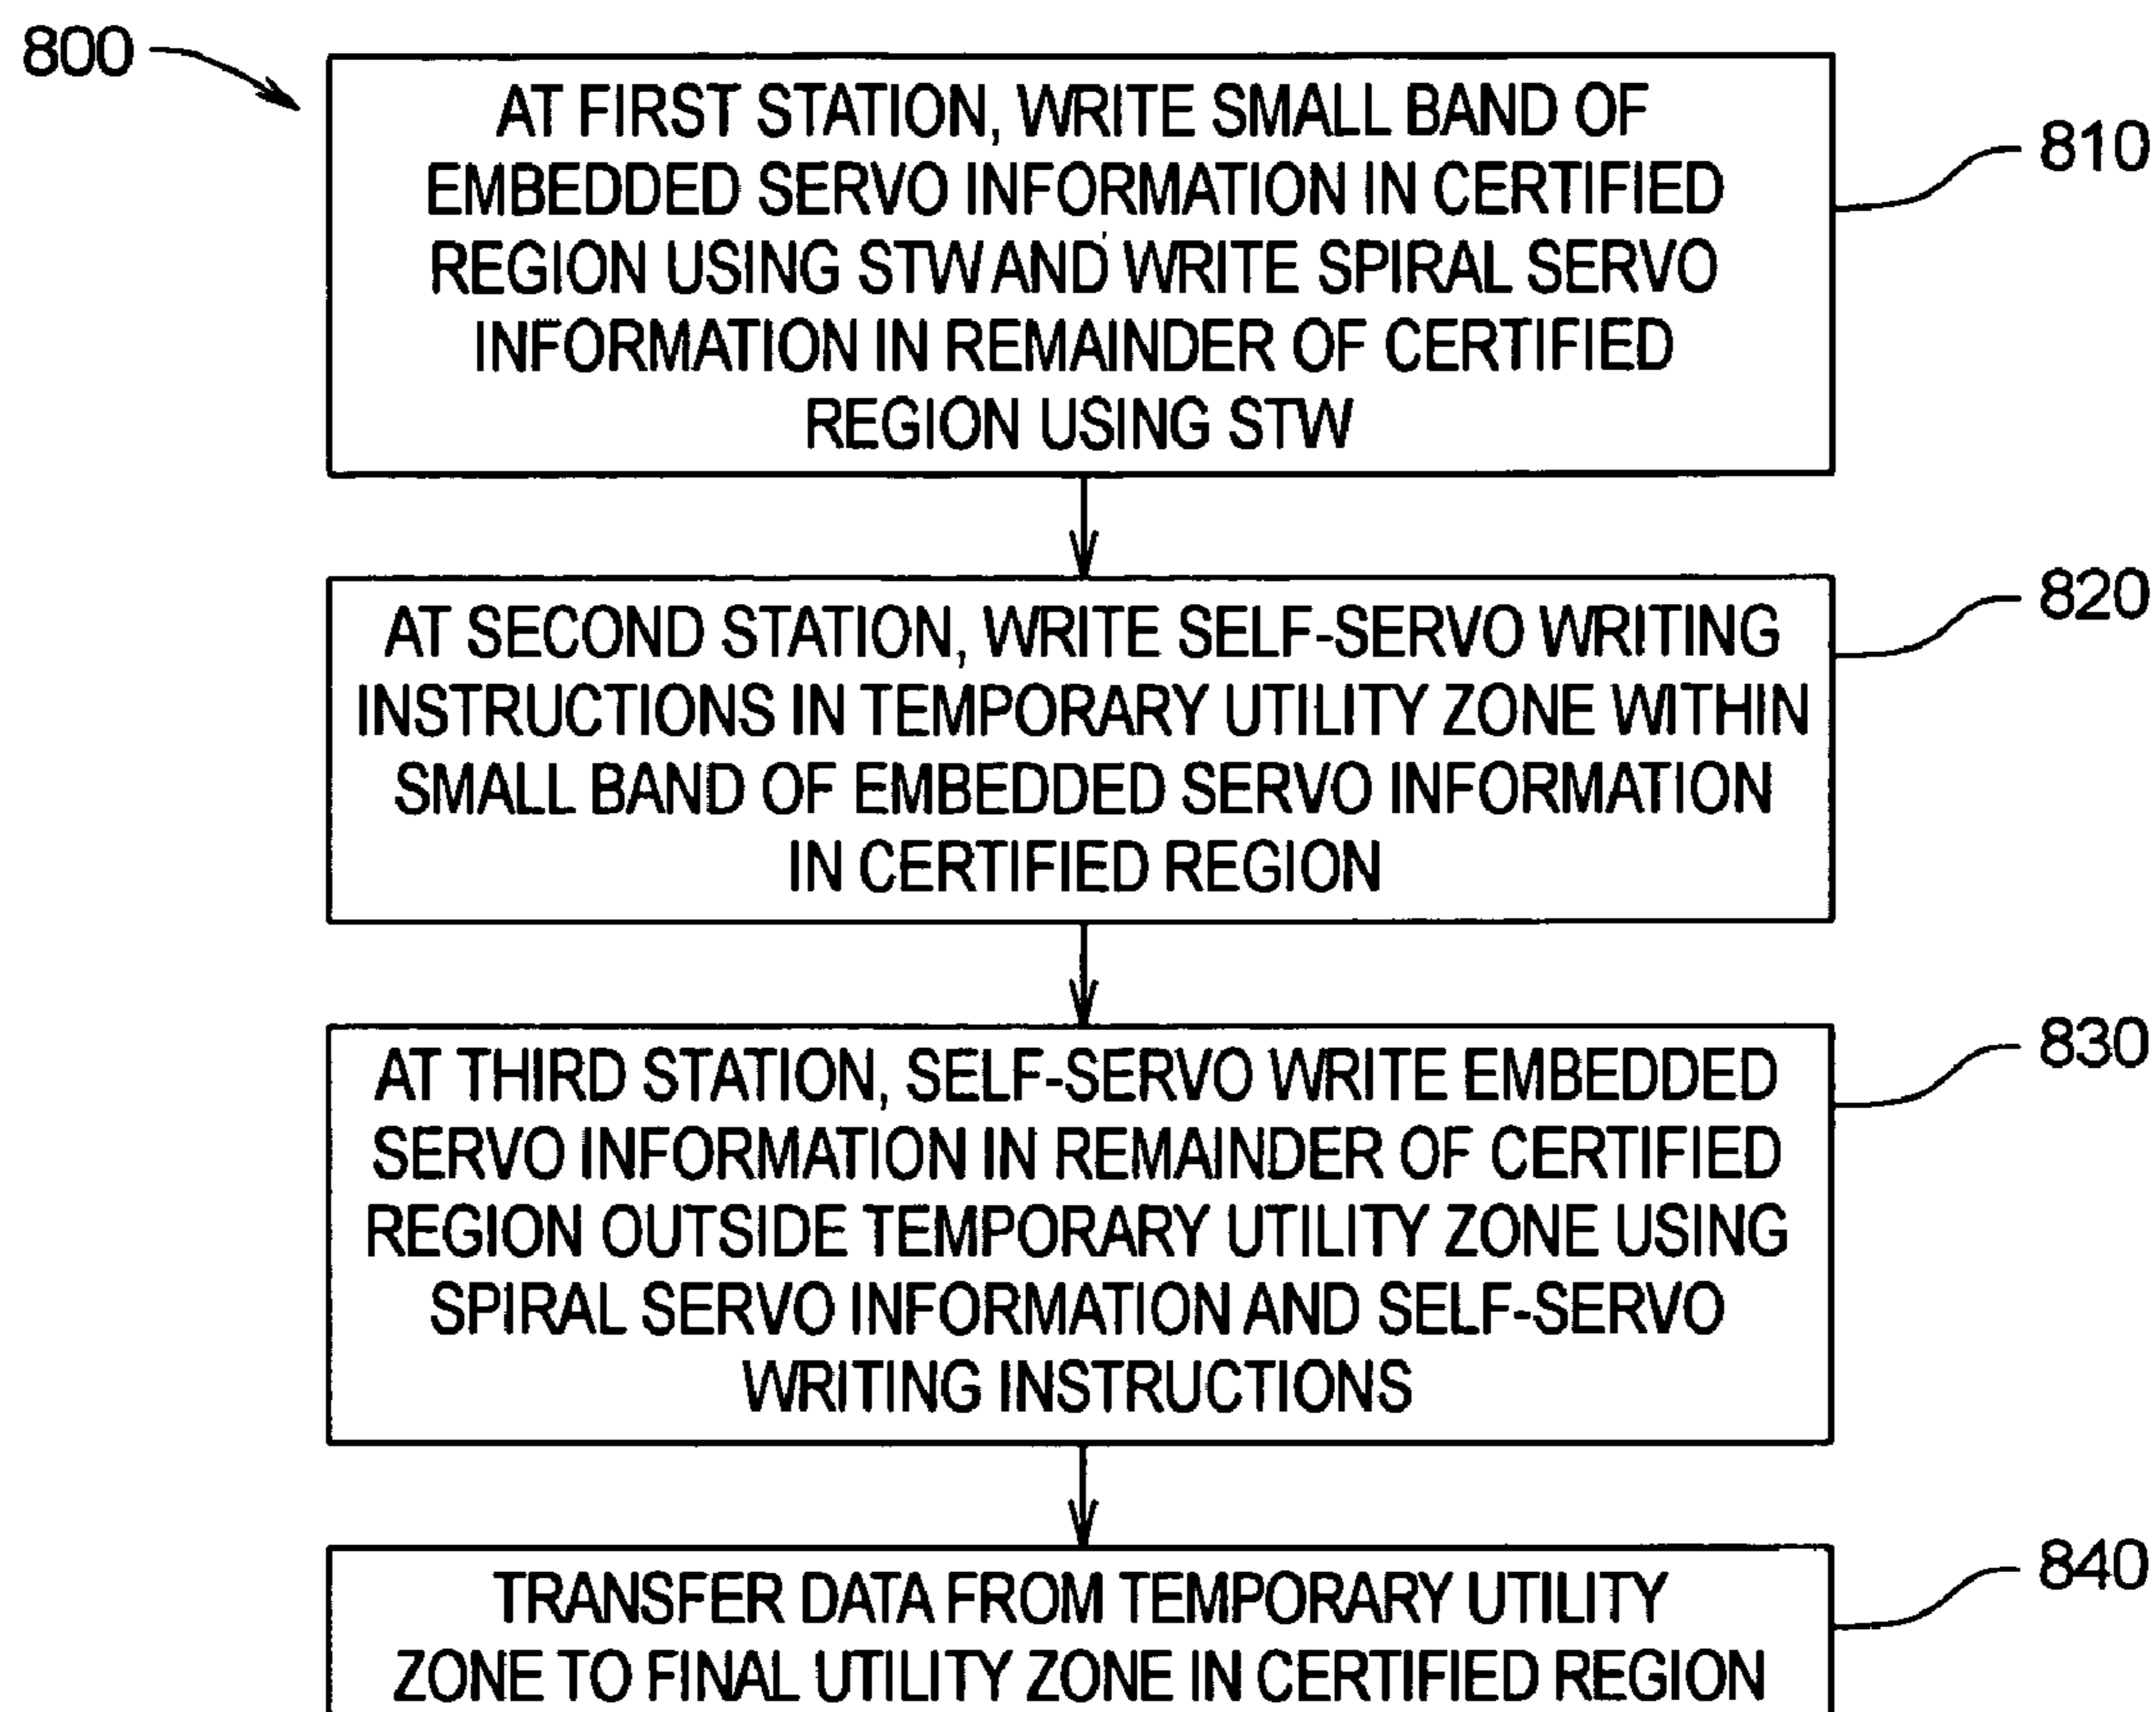 800
AT FIRST STATION, WRITE SMALL BAND OF
EMBEDDED SERVO INFORMATION IN CERTIFIED
REGION USING STW AND WRITE SPIRAL SERVO
INFORMATION IN REMAINDER OF CERTIFIED
REGION USING STW
810
AT SECOND STATION, WRITE SELF-SERVO WRITING
INSTRUCTIONS IN TEMPORARY UTILITY ZONE WITHIN
SMALL BAND OF EMBEDDED SERVO INFORMATION
IN CERTIFIED REGION
820
AT THIRD STATION, SELF-SERVO WRITE EMBEDDED
SERVO INFORMATION IN REMAINDER OF CERTIFIED
REGION OUTSIDE TEMPORARY UTILITY ZONE USING
SPIRAL SERVO INFORMATION AND SELF-SERVO
WRITING INSTRUCTIONS
830
TRANSFER DATA FROM TEMPORARY UTILITY
ZONE TO FINAL UTILITY ZONE IN CERTIFIED REGION
840